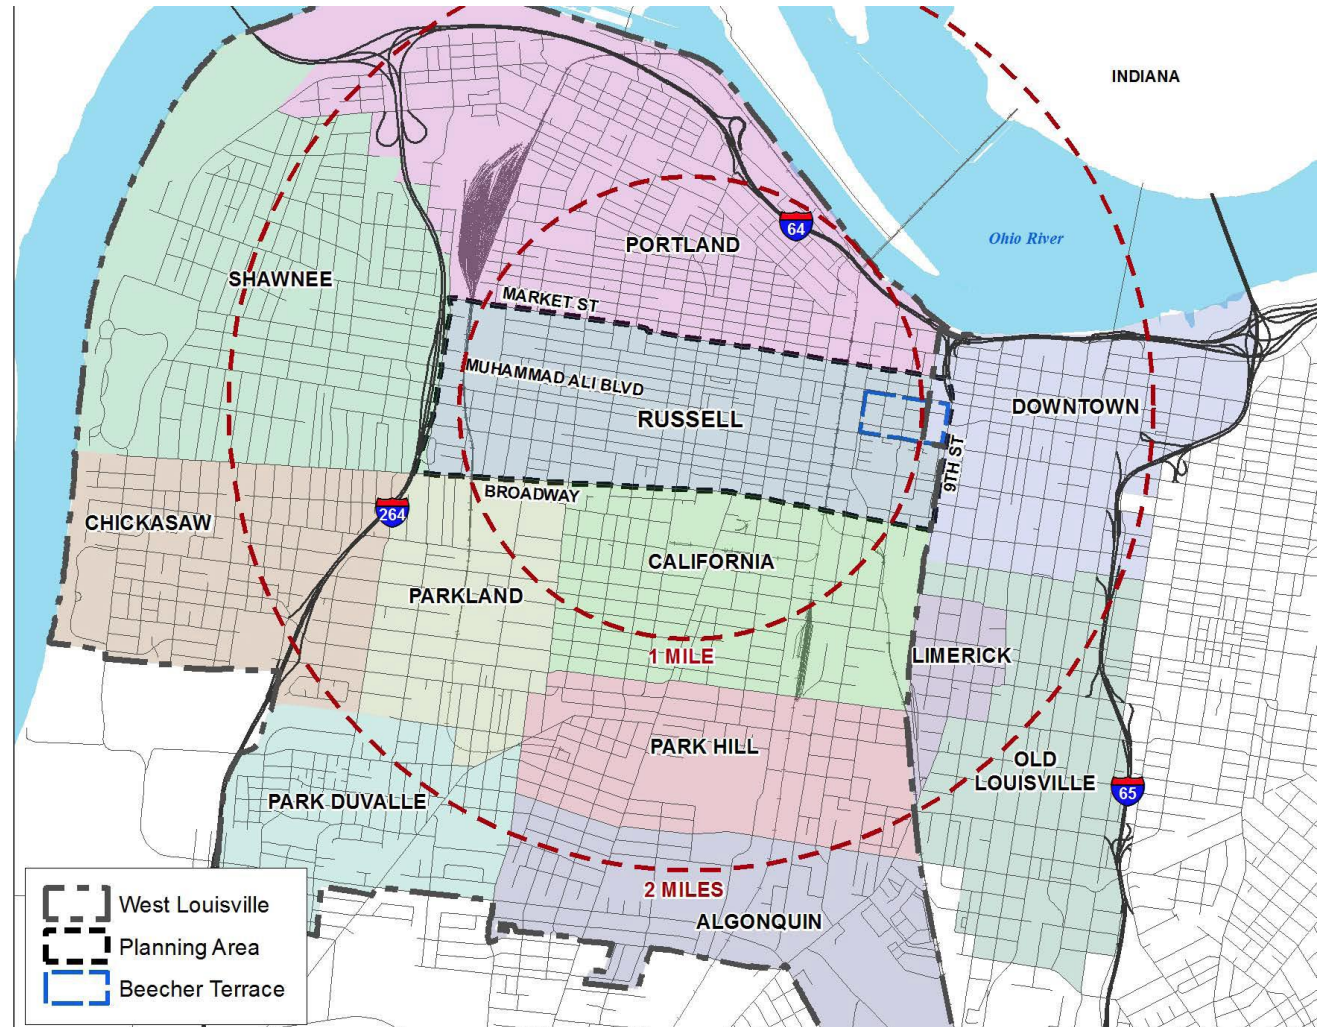 INDIANA
64
Ohio River
PORTLAND
SHAWNEE
MARKET ST
MUHAMMAD ALI BLVD
RUSSELL
DOWNTOWN
9TH ST
BROADWAY
264
CHICKASAW
CALIFORNIA
PARKLAND
1 MILE
LIMERICK
PARK HILL
OLD
LOUISVILLE
65
PARK DUVALLE
2 MILES
ALGONQUIN
West Louisville
Planning Area
Beecher Terrace